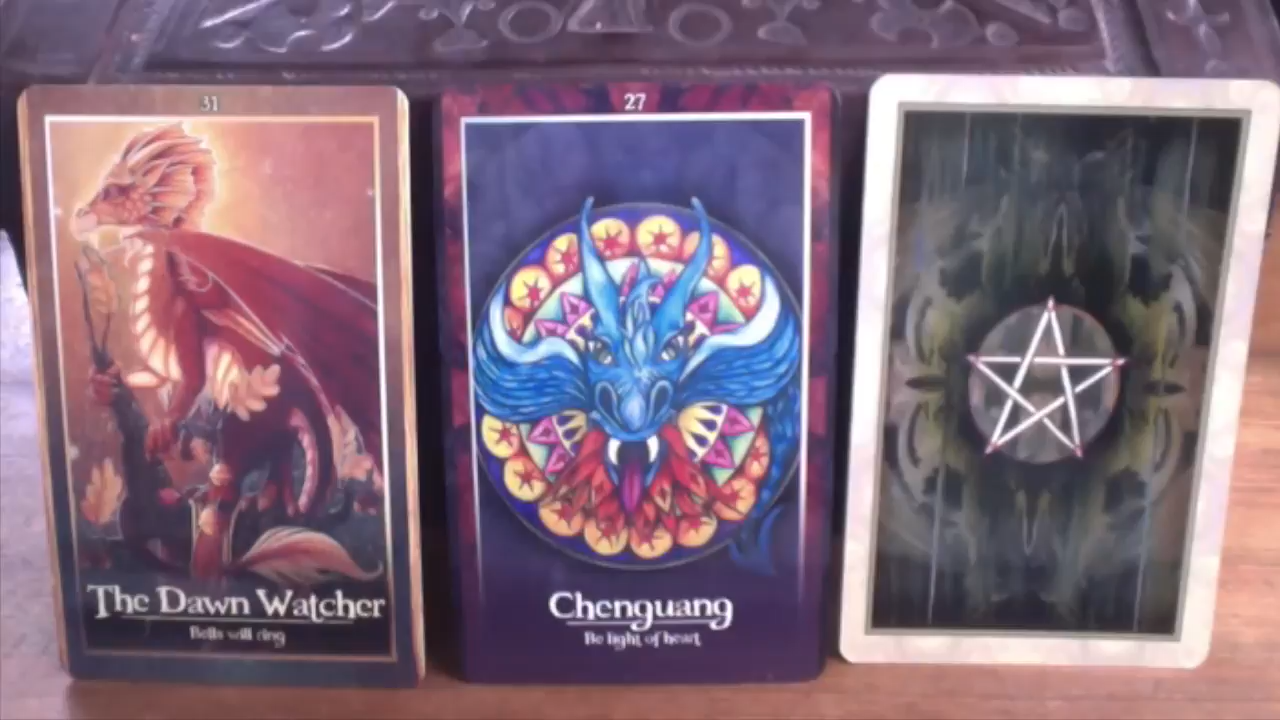 31
The Dawn Watcher
Bells will ring
27
Chenguang
Be light of heart